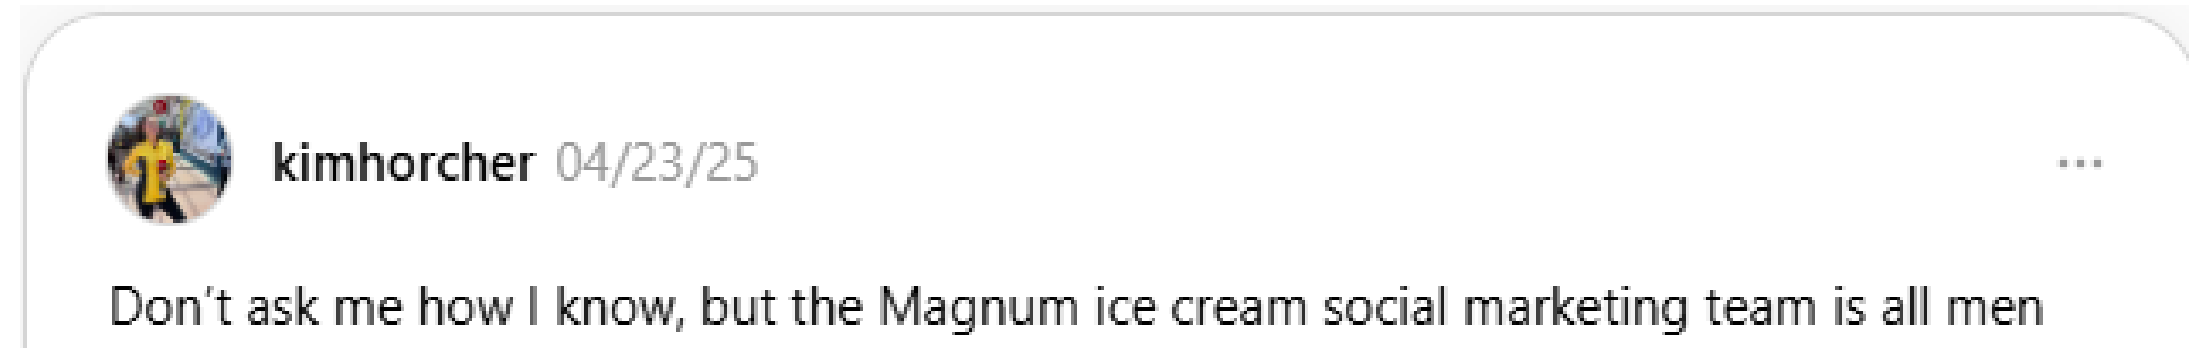 kimhorcher 04/23/25
Don't ask me how I know, but the Magnum ice cream social marketing team is all men